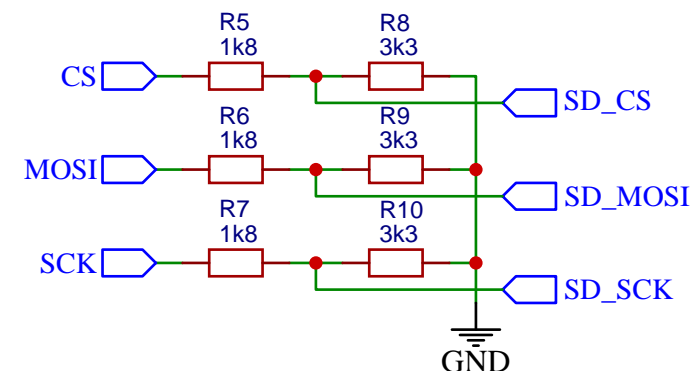 R5
1k8
R8
3k3
CS
SD_CS
R6
1k8
R9
3k3
MOSI
SD_MOSI
R7
1k8
R10
3k3
SCK
SD_SCK
GND